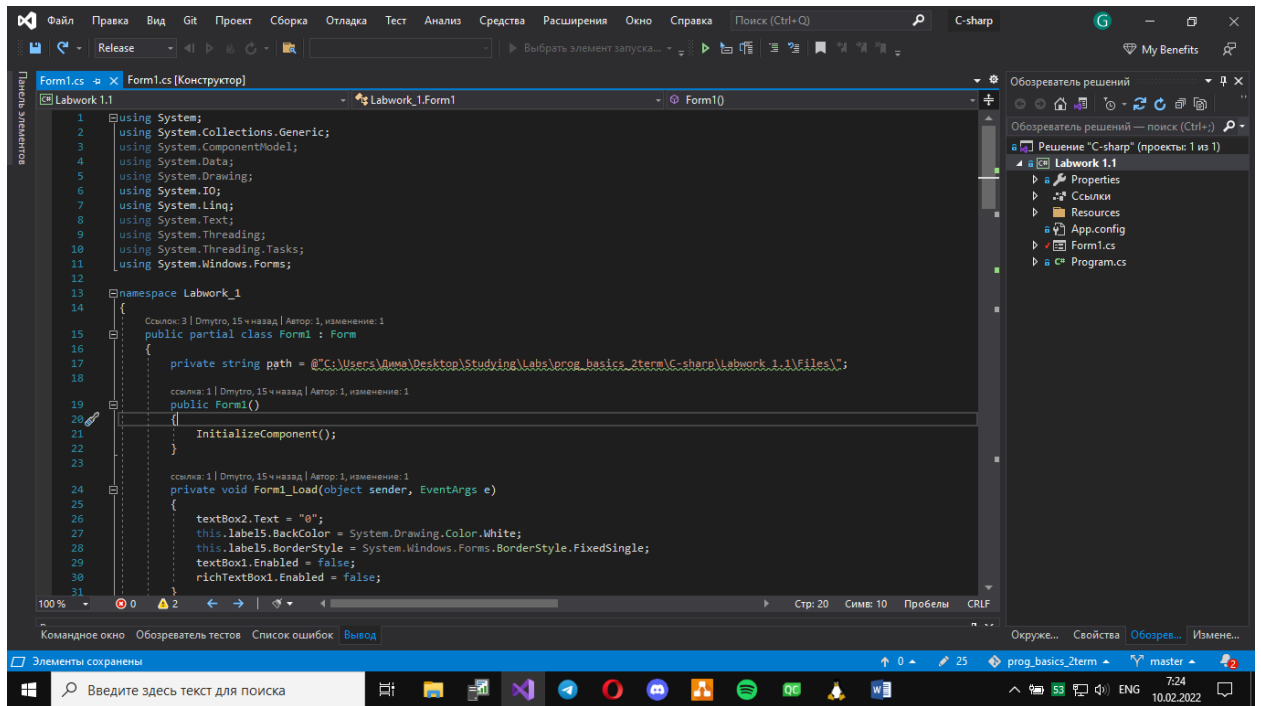 Файл Правка Вид Git Проект Сборка Отладка Тест Анализ Средства Расширения Окно Справка Поиск (Ctrl+Q) C-sharp G
Release Выбрать элемент запуска... My Benefits
Панель элементов
Form1.cs Form1.cs [Конструктор]
Labwork 1.1 Labwork_1.Form1 Form1()
1 using System;
2 using System.Collections.Generic;
3 using System.ComponentModel;
4 using System.Data;
5 using System.Drawing;
6 using System.IO;
7 using System.Linq;
8 using System.Text;
9 using System.Threading;
10 using System.Threading.Tasks;
11 using System.Windows.Forms;
12
13 namespace Labwork_1
14 {
Ссылок: 3 | Dmytro, 15 ч назад | Автор: 1, изменение: 1
15 public partial class Form1 : Form
16 {
17 private string path = @"C:\Users\Дима\Desktop\Studying\Labs\prog_basics_2term\C-sharp\Labwork 1.1\Files\";
18
ссылка: 1 | Dmytro, 15 ч назад | Автор: 1, изменение: 1
19 public Form1()
20 {
21 InitializeComponent();
22 }
23
ссылка: 1 | Dmytro, 15 ч назад | Автор: 1, изменение: 1
24 private void Form1_Load(object sender, EventArgs e)
25 {
26 textBox2.Text = "0";
27 this.label5.BackColor = System.Drawing.Color.White;
28 this.label5.BorderStyle = System.Windows.Forms.BorderStyle.FixedSingle;
29 textBox1.Enabled = false;
30 richTextBox1.Enabled = false;
31 }
100 % 0 2 Стр: 20 Симв: 10 Пробелы CRLF
Командное окно Обозреватель тестов Список ошибок Вывод
Обозреватель решений
Обозреватель решений — поиск (Ctrl+;)
Решение "C-sharp" (проекты: 1 из 1)
Labwork 1.1
Properties
Ссылки
Resources
App.config
Form1.cs
Program.cs
Окруже... Свойства Обозрев... Измене...
Элементы сохранены 0 25 prog_basics_2term master 2
Введите здесь текст для поиска QC W 53 ENG 7:24
10.02.2022